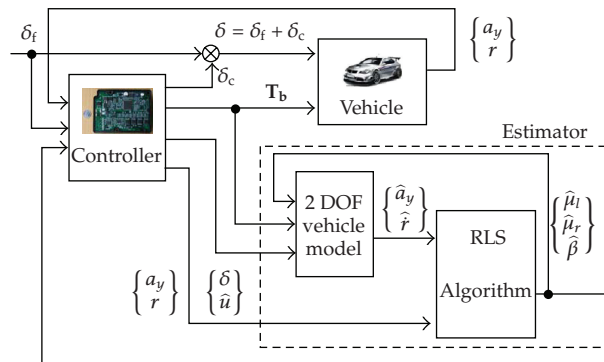 δf
δ = δf + δc
{ay
r}
δc
Tb
Vehicle
Controller
Estimator
2 DOF
vehicle
model
{ây
r̂̇}
RLS
Algorithm
{μ̂l
μ̂r
β̂}
{ay
r}
{δ
û}